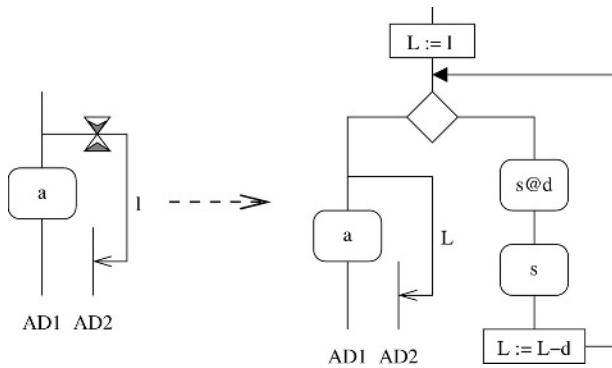 L := l
a
l
AD1 AD2
s@d
a
L
s
AD1 AD2
L := L-d